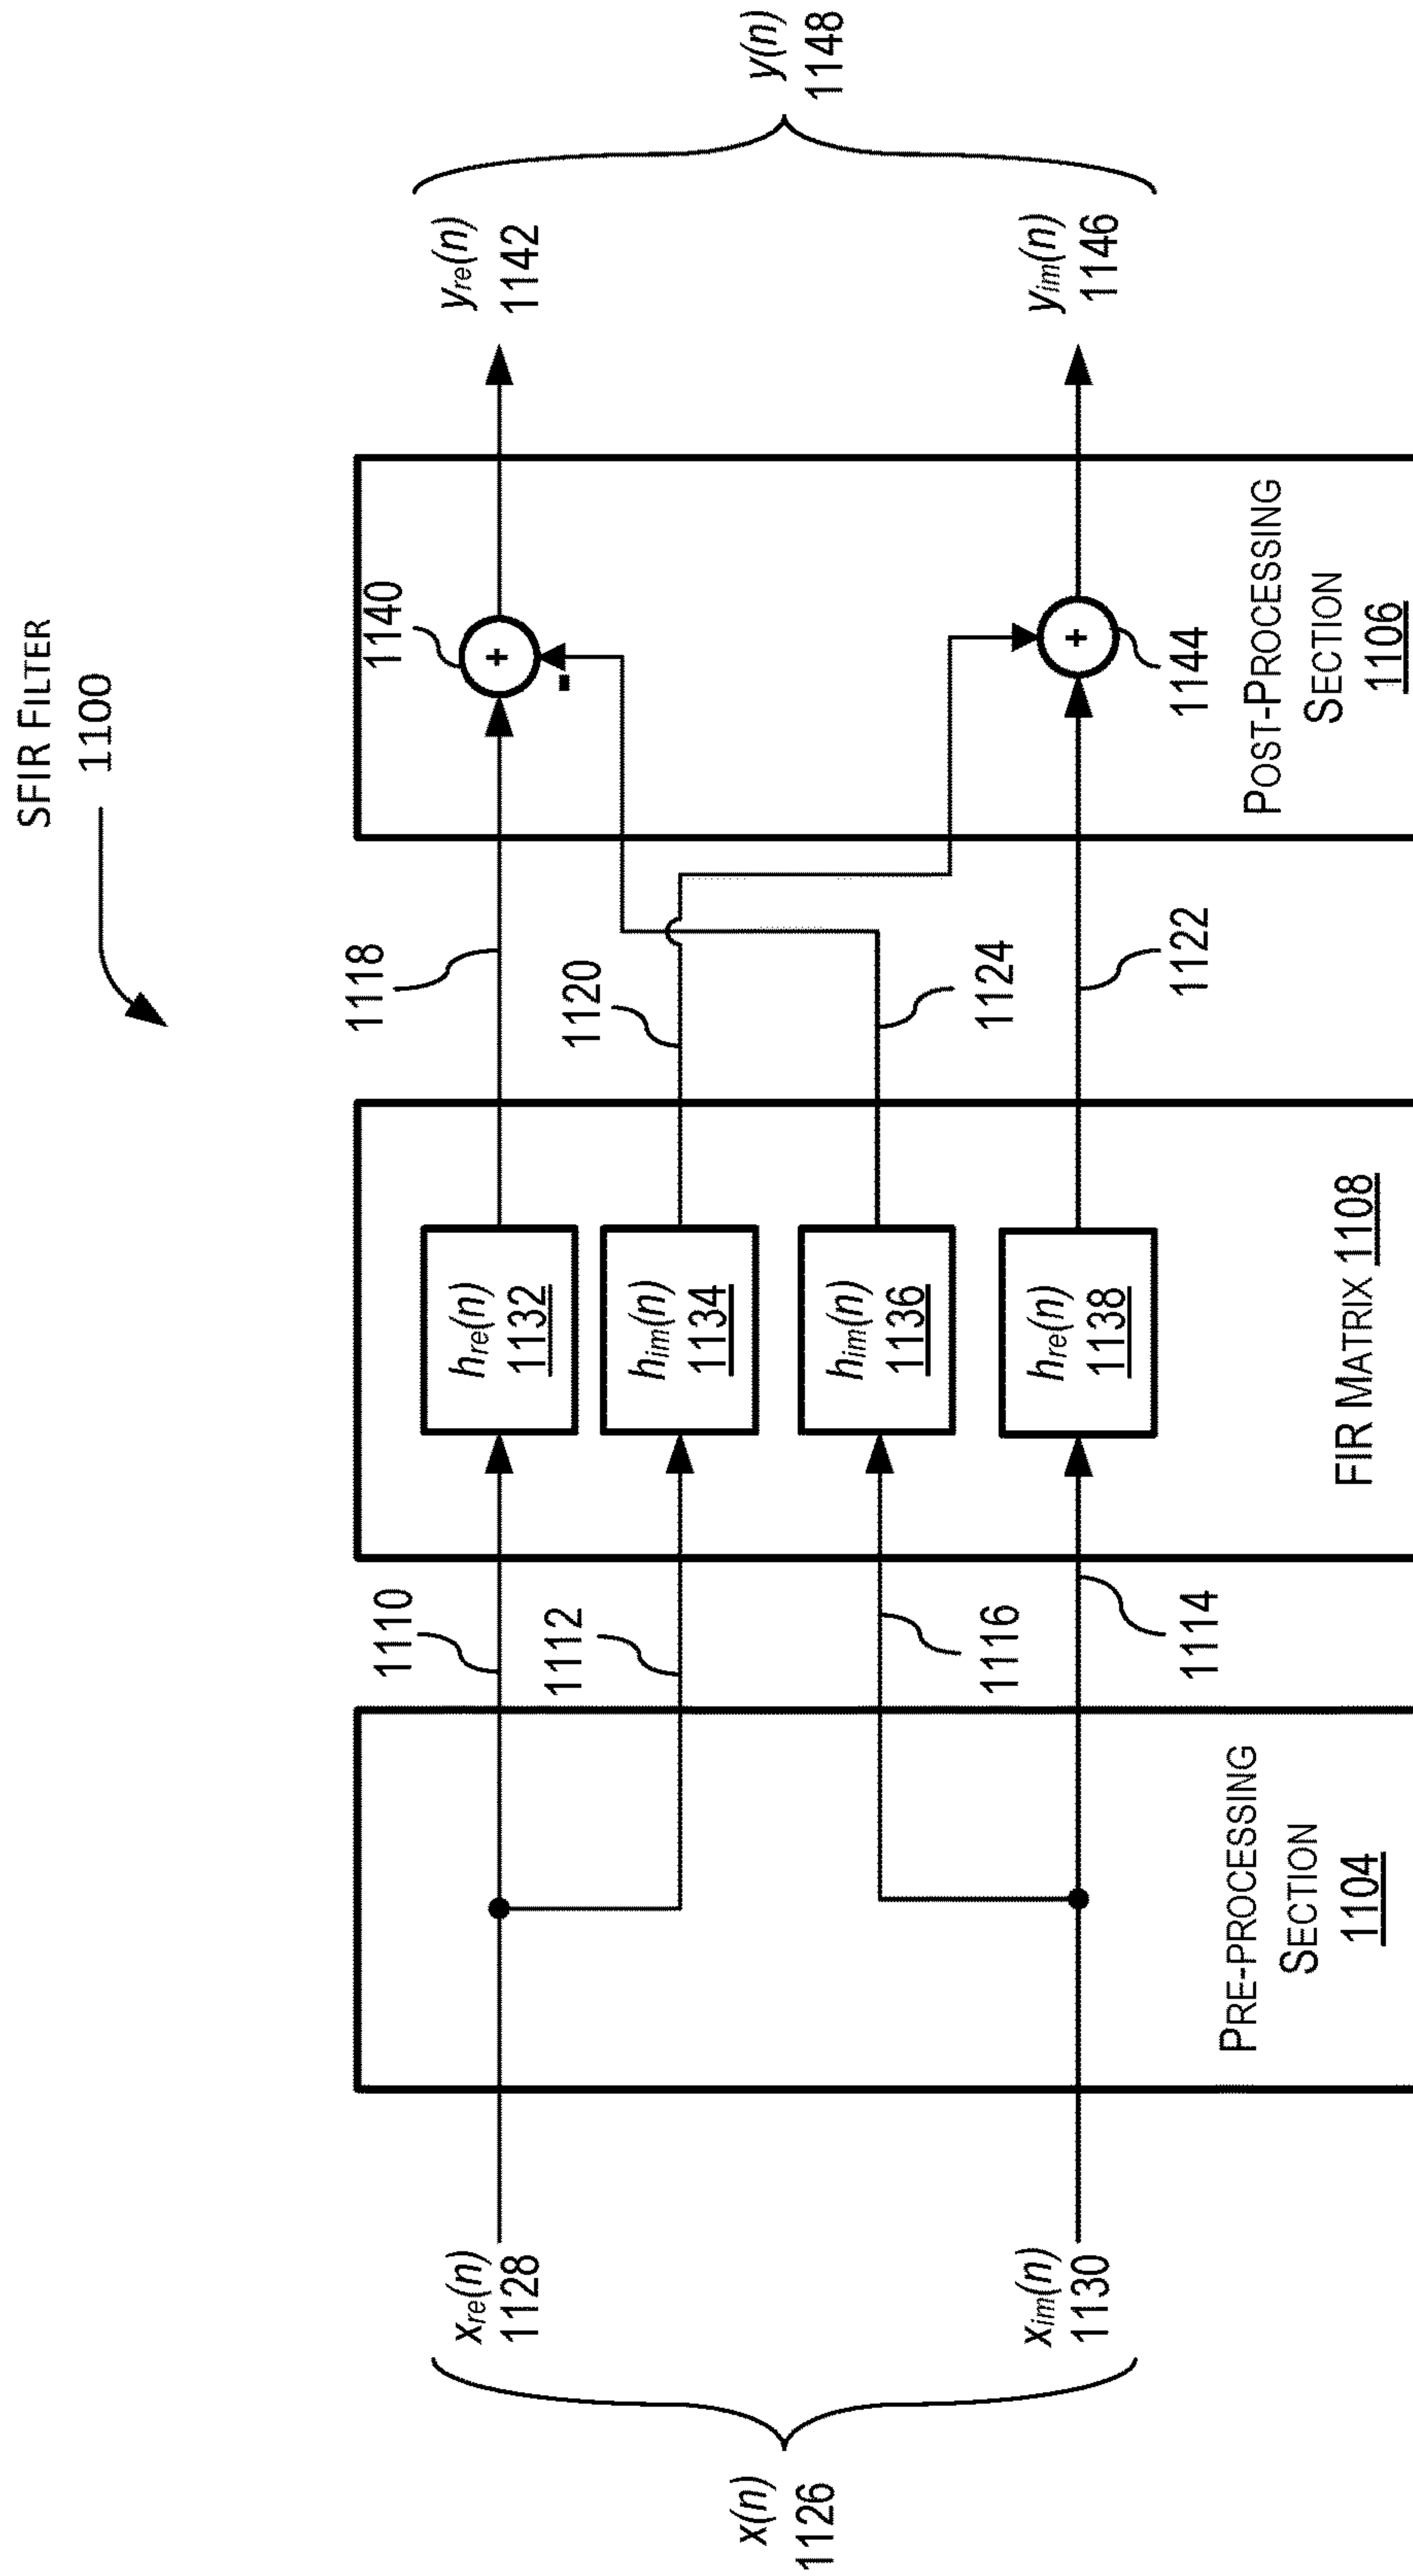 SFIR FILTER
1100
x(n)
1126
xre(n)
1128
xim(n)
1130
1110
1112
1116
1114
PRE-PROCESSING
SECTION
1104
hre(n)
1132
him(n)
1134
him(n)
1136
hre(n)
1138
FIR MATRIX 1108
1118
1120
1124
1122
1140
+
-
+
1144
POST-PROCESSING
SECTION
1106
yre(n)
1142
yim(n)
1146
y(n)
1148